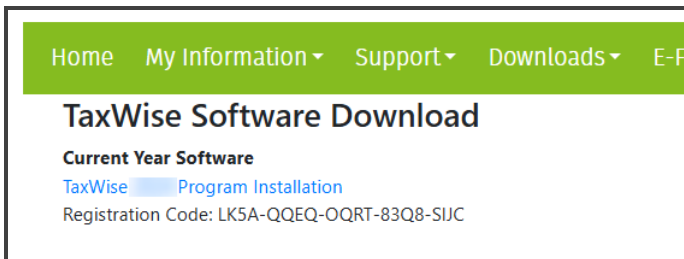 Home My Information Support Downloads E-F
TaxWise Software Download
Current Year Software
TaxWise Program Installation
Registration Code: LK5A-QQEQ-OQRT-83Q8-SIJC